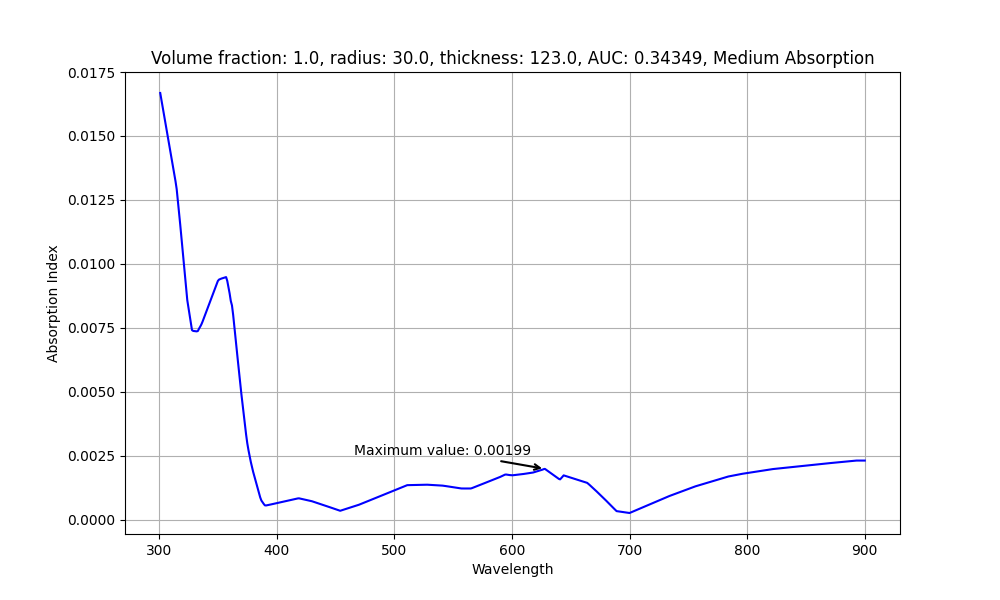 Volume fraction: 1.0, radius: 30.0, thickness: 123.0, AUC: 0.34349, Medium Absorption
0.0175
0.0150
0.0125
0.0100
0.0075
0.0050
0.0025
0.0000
Absorption Index
Maximum value: 0.00199
300 400 500 600 700 800 900
Wavelength